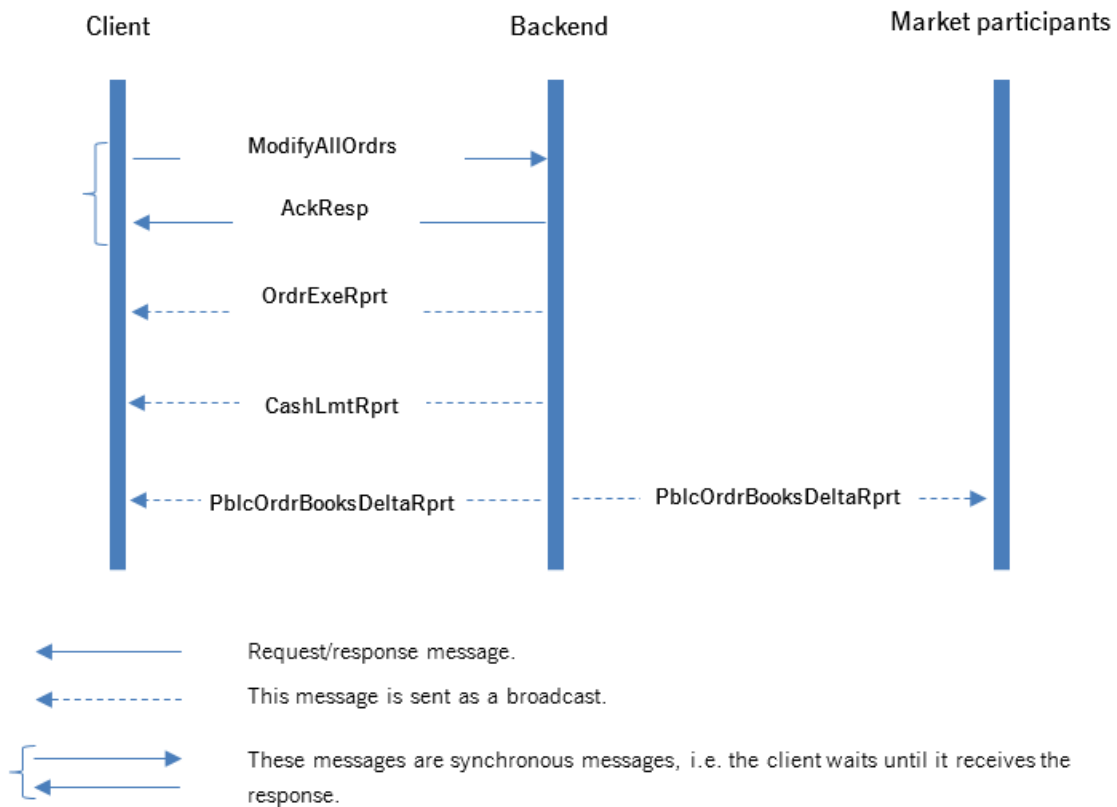 Client
Backend
Market participants
ModifyAllOrdrs
AckResp
OrdrExeRprt
CashLmtRprt
PblcOrdrBooksDeltaRprt
PblcOrdrBooksDeltaRprt
Request/response message.
This message is sent as a broadcast.
These messages are synchronous messages, i.e. the client waits until it receives the
response.